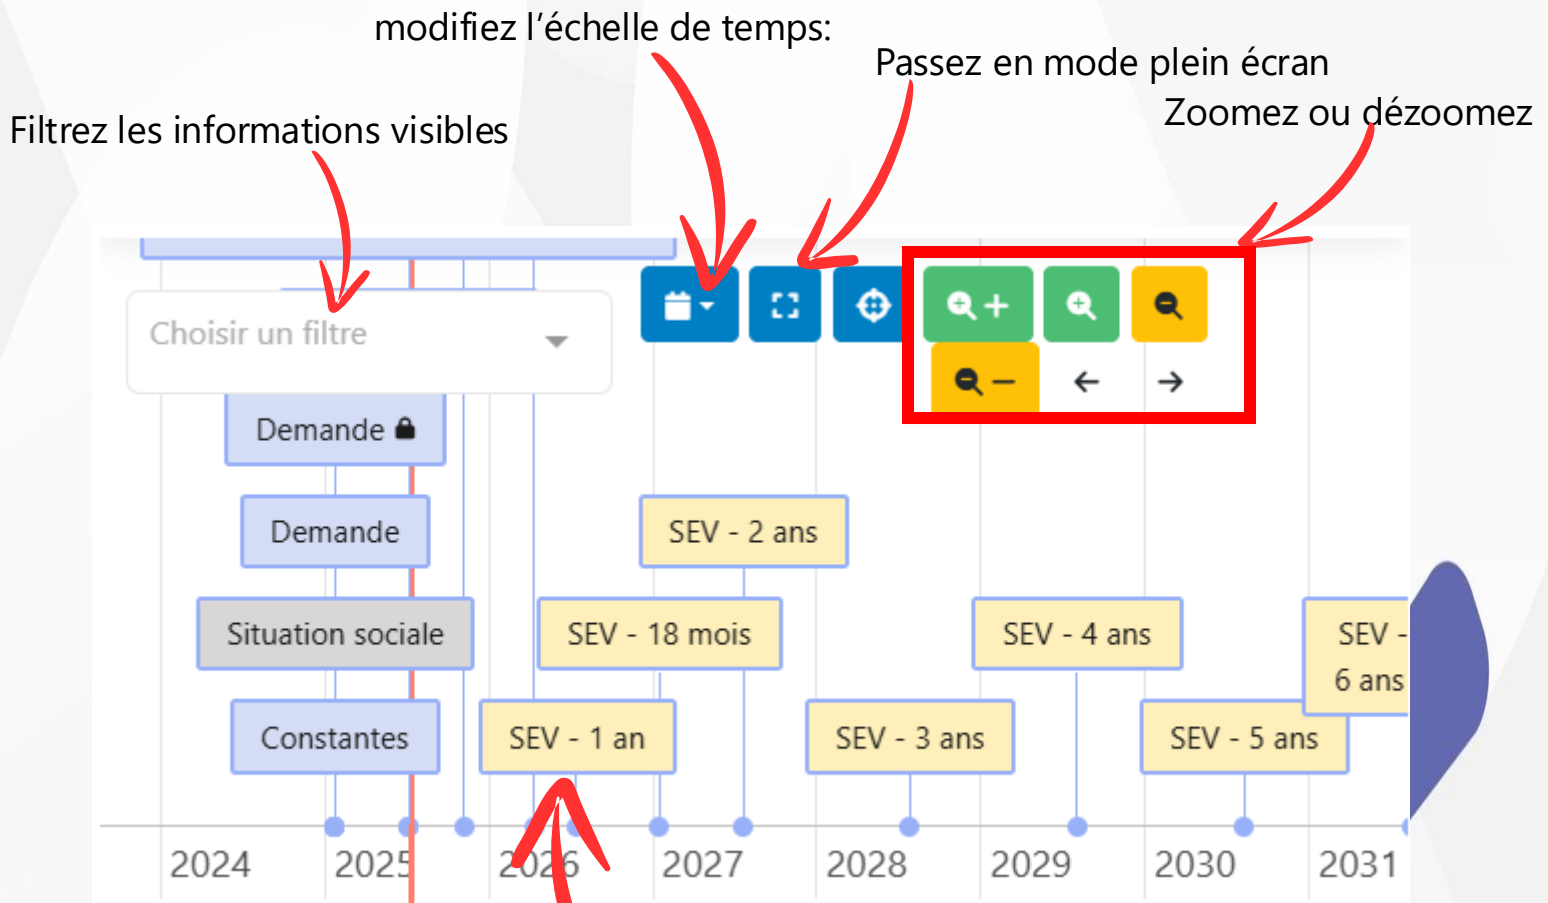 modifiez l’échelle de temps:
Passez en mode plein écran
Zoomez ou dézoomez
Filtrez les informations visibles
Choisir un filtre
Demande
Demande
SEV - 2 ans
Situation sociale
SEV - 18 mois
SEV - 4 ans
SEV -
6 ans
Constantes
SEV - 1 an
SEV - 3 ans
SEV - 5 ans
2024 2025 2026 2027 2028 2029 2030 2031